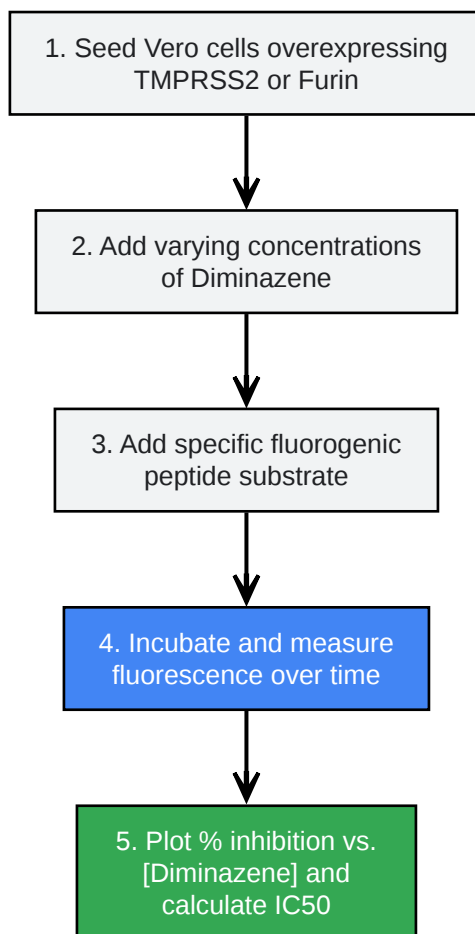 1. Seed Vero cells overexpressing
TMPRSS2 or Furin
2. Add varying concentrations
of Diminazene
3. Add specific fluorogenic
peptide substrate
4. Incubate and measure
fluorescence over time
5. Plot % inhibition vs.
[Diminazene] and
calculate IC50